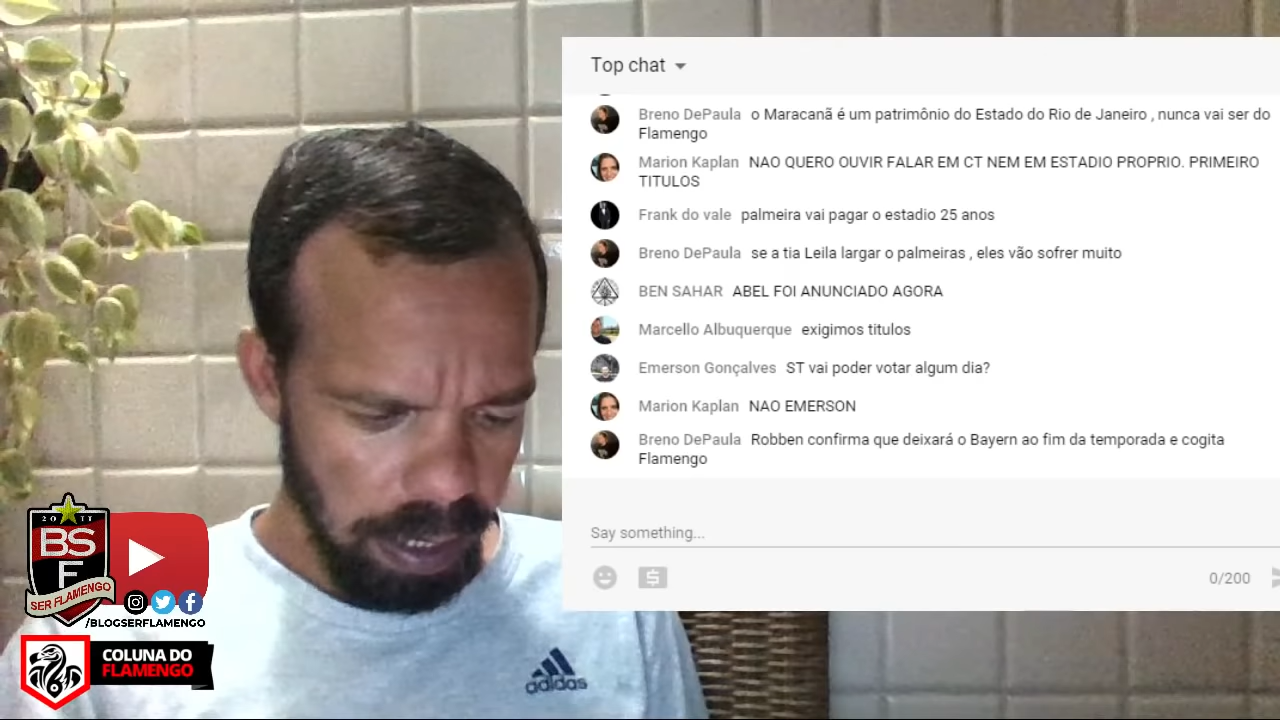 Top chat
Breno DePaula o Maracanã é um patrimônio do Estado do Rio de Janeiro , nunca vai ser do
Flamengo
Marion Kaplan NAO QUERO OUVIR FALAR EM CT NEM EM ESTADIO PROPRIO. PRIMEIRO
TITULOS
Frank do vale palmeira vai pagar o estadio 25 anos
Breno DePaula se a tia Leila largar o palmeiras , eles vão sofrer muito
BEN SAHAR ABEL FOI ANUNCIADO AGORA
Marcello Albuquerque exigimos titulos
Emerson Gonçalves ST vai poder votar algum dia?
Marion Kaplan NAO EMERSON
Breno DePaula Robben confirma que deixará o Bayern ao fim da temporada e cogita
Flamengo
Say something...
0/200
20 11
BS
F
SER FLAMENGO
/BLOGSERFLAMENGO
COLUNA DO
FLAMENGO
adidas